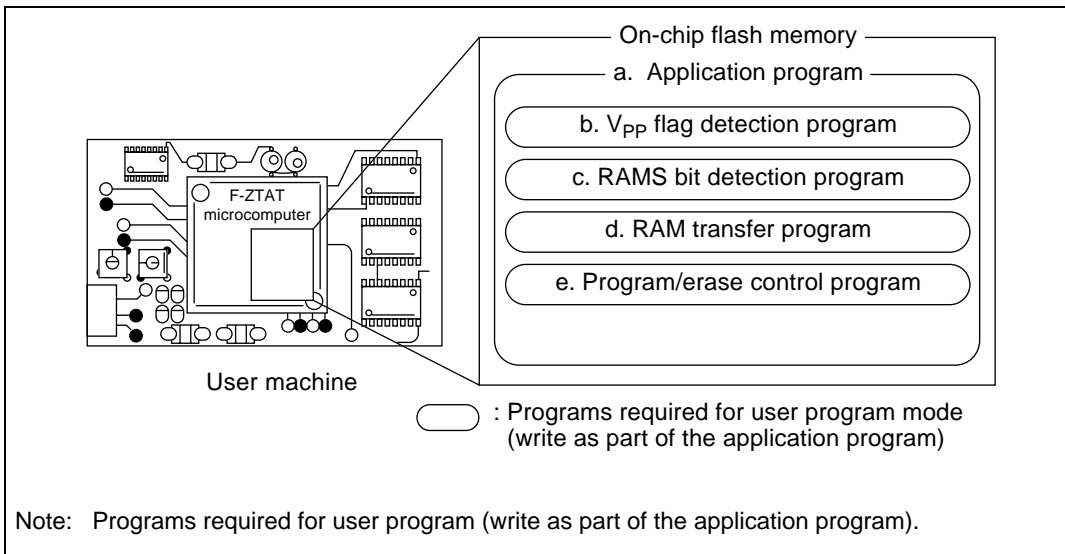 On-chip flash memory
a. Application program
b. VPP flag detection program
c. RAMS bit detection program
d. RAM transfer program
e. Program/erase control program
F-ZTAT
microcomputer
User machine
: Programs required for user program mode
(write as part of the application program)
Note: Programs required for user program (write as part of the application program).